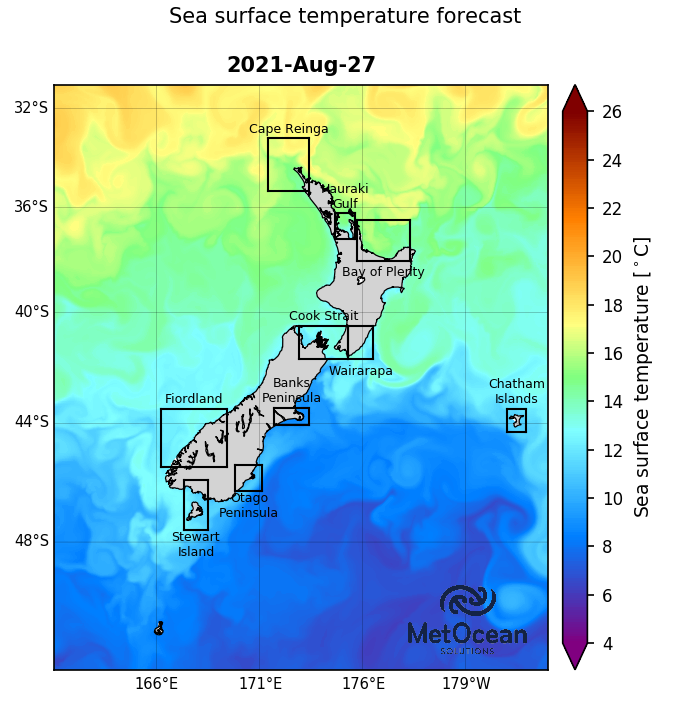 Sea surface temperature forecast
2021-Aug-27
32°S
36°S
40°S
44°S
48°S
166°E
171°E
176°E
179°W
Cape Reinga
Hauraki
Gulf
Bay of Plenty
Cook Strait
Wairarapa
Banks
Peninsula
Fiordland
Chatham
Islands
Otago
Peninsula
Stewart
Island
MetOcean
SOLUTIONS
26
24
22
20
18
16
14
12
10
8
6
4
Sea surface temperature [°C]